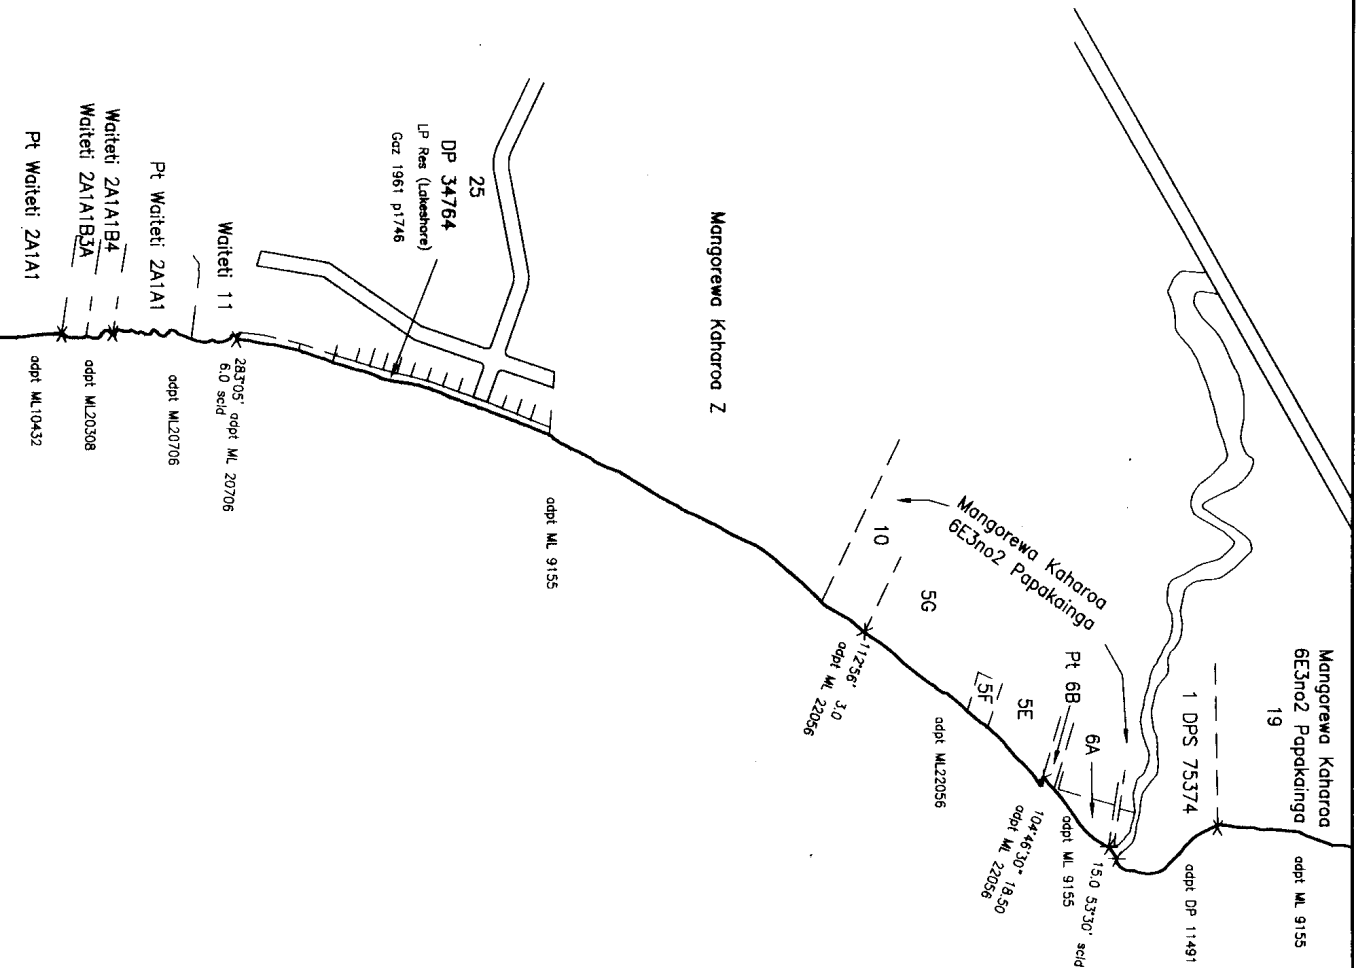 Mangorewa Kaharoa
6E3no2 Papakainga
19
adpt ML 9155
1 DPS 75374
adpt DP 11491
Mangorewa Kaharoa
6E3no2 Papakainga
Pt 6B
6A
15.0 53°30' scld
adpt ML 9155
104°46'30" 18.50
adpt ML 22056
5E
5F
adpt ML22056
5G
10
112°56' 3.0
adpt ML 22056
Mangorewa Kaharoa Z
adpt ML 9155
25
DP 34764
LP Res (Lakeshore)
Gaz 1961 p1746
Waiteti 11
283°05' adpt ML 20706
6.0 scld
Pt Waiteti 2A1A1
adpt ML20706
Waiteti 2A1A1B4
Waiteti 2A1A1B3A
adpt ML20308
Pt Waiteti 2A1A1
adpt ML10432